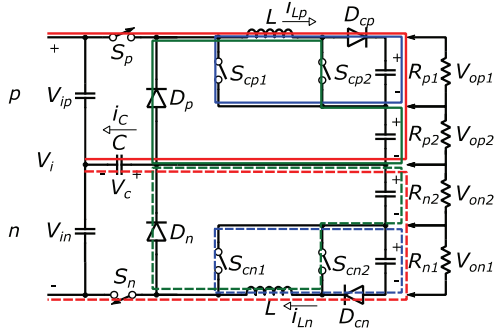 i_Lp
L
D_cp
+
S_p
S_cp1
S_cp2
+
-
R_p1
V_op1
p
V_ip
D_p
i_C
C
+
-
R_p2
V_op2
V_i
-
V_c
+
+
-
R_n2
V_on2
n
V_in
D_n
S_cn1
S_cn2
+
-
R_n1
V_on1
-
S_n
L
i_Ln
D_cn